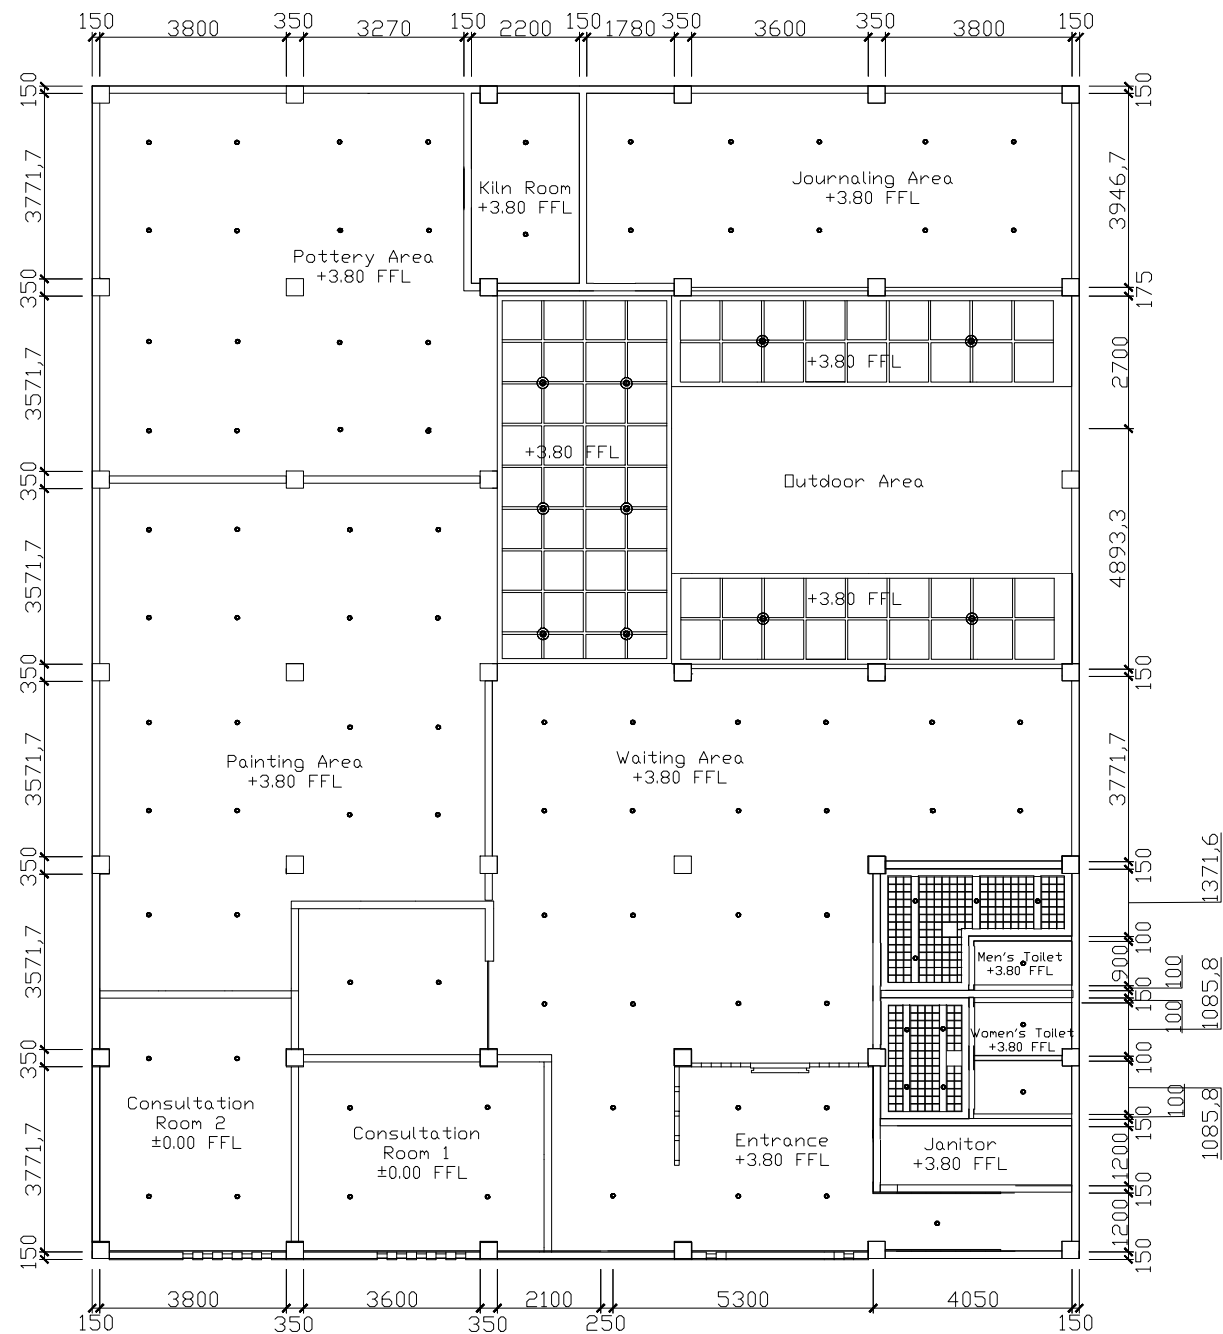 150 3800 350 3270 150 2200 150 1780 350 3600 350 3800 150
150
3771,7
350
3571,7
350
3571,7
350
3571,7
350
3571,7
350
3771,7
150
Kiln Room
+3.80 FFL
Journaling Area
+3.80 FFL
Pottery Area
+3.80 FFL
+3.80 FFL
+3.80 FFL
Outdoor Area
+3.80 FFL
Painting Area
+3.80 FFL
Waiting Area
+3.80 FFL
Men's Toilet
+3.80 FFL
Women's Toilet
+3.80 FFL
Consultation
Room 2
±0.00 FFL
Consultation
Room 1
±0.00 FFL
Entrance
+3.80 FFL
Janitor
+3.80 FFL
150
3946,7
175
2700
4893,3
150
3771,7
150
1371,6
100
900
100
150
1085,8
100
100
100
1085,8
150
1200
150
1200
150
3800 3600 2100 5300 4050
150 350 350 250 150